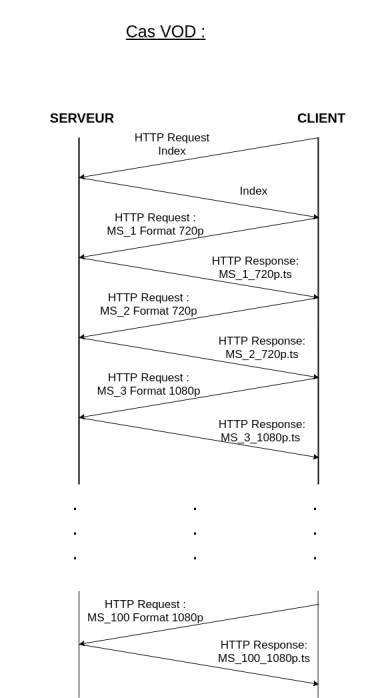 Cas VOD :
SERVEUR
CLIENT
HTTP Request
Index
Index
HTTP Request :
MS_1 Format 720p
HTTP Response:
MS_1_720p.ts
HTTP Request :
MS_2 Format 720p
HTTP Response:
MS_2_720p.ts
HTTP Request :
MS_3 Format 1080p
HTTP Response:
MS_3_1080p.ts
HTTP Request :
MS_100 Format 1080p
HTTP Response:
MS_100_1080p.ts